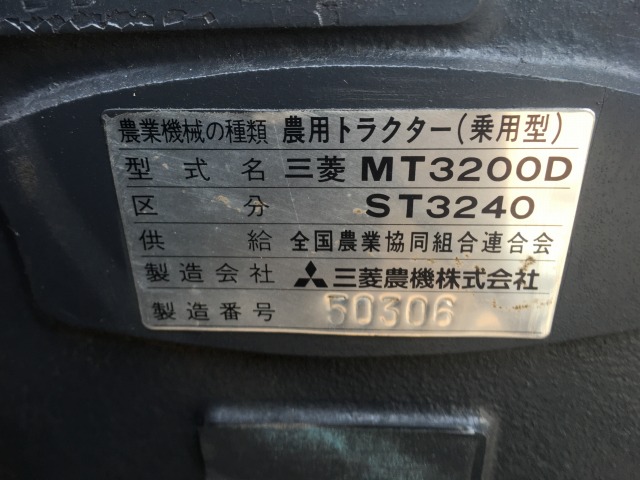 農業機械の種類 農用トラクター(乗用型)
型式名 三菱 MT3200D
区分 ST3240
供給 全国農業協同組合連合会
製造会社 三菱農機株式会社
製造番号 50306